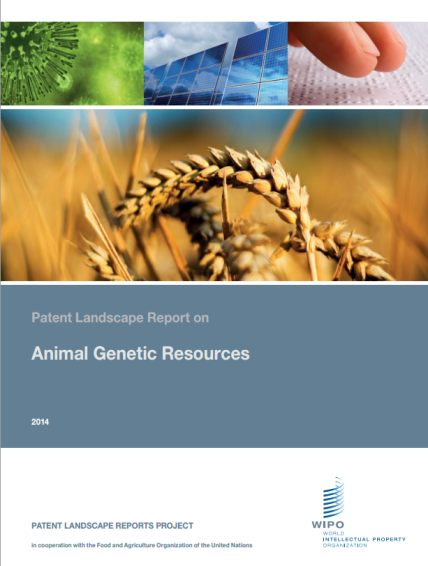 Patent Landscape Report on
Animal Genetic Resources
2014
PATENT LANDSCAPE REPORTS PROJECT
in cooperation with the Food and Agriculture Organization of the United Nations
WIPO
WORLD
INTELLECTUAL PROPERTY
ORGANIZATION